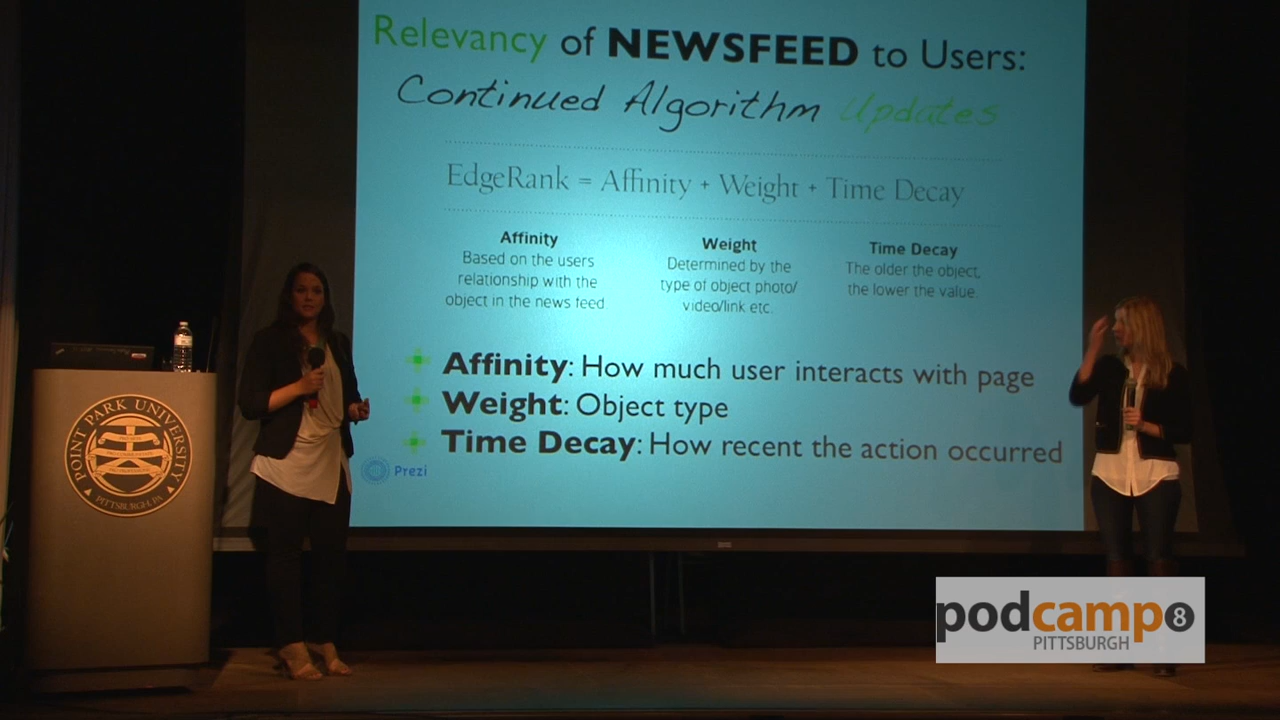 Relevancy of NEWSFEED to Users:
Continued Algorithm Updates
EdgeRank = Affinity + Weight + Time Decay
Affinity
Based on the users
relationship with the
object in the news feed.
Weight
Determined by the
type of object photo/
video/link etc.
Time Decay
The older the object,
the lower the value.
Affinity: How much user interacts with page
Weight: Object type
Time Decay: How recent the action occurred
Prezi
POINT PARK UNIVERSITY
PITTSBURGH, PA
podcamp8
PITTSBURGH